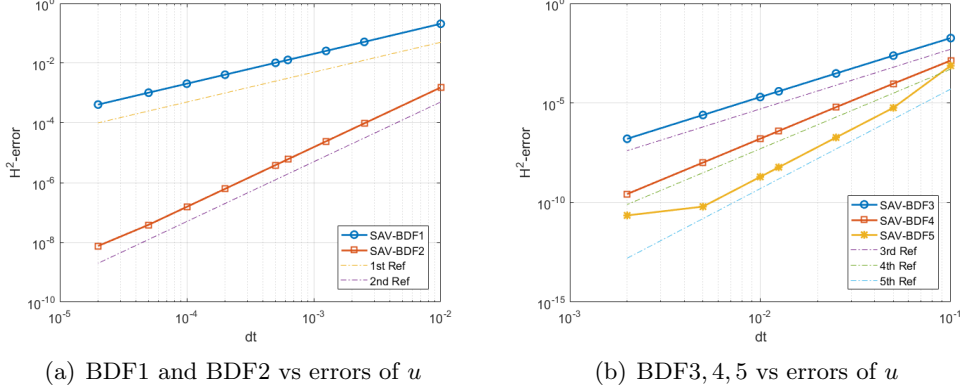 10^0
10^-2
10^-4
10^-6
10^-8
10^-10
H^2-error
10^-5
10^-4
10^-3
10^-2
dt
SAV-BDF1
SAV-BDF2
1st Ref
2nd Ref
(a) BDF1 and BDF2 vs errors of u
10^0
10^-5
10^-10
10^-15
H^2-error
10^-3
10^-2
10^-1
dt
SAV-BDF3
SAV-BDF4
SAV-BDF5
3rd Ref
4th Ref
5th Ref
(b) BDF3, 4, 5 vs errors of u